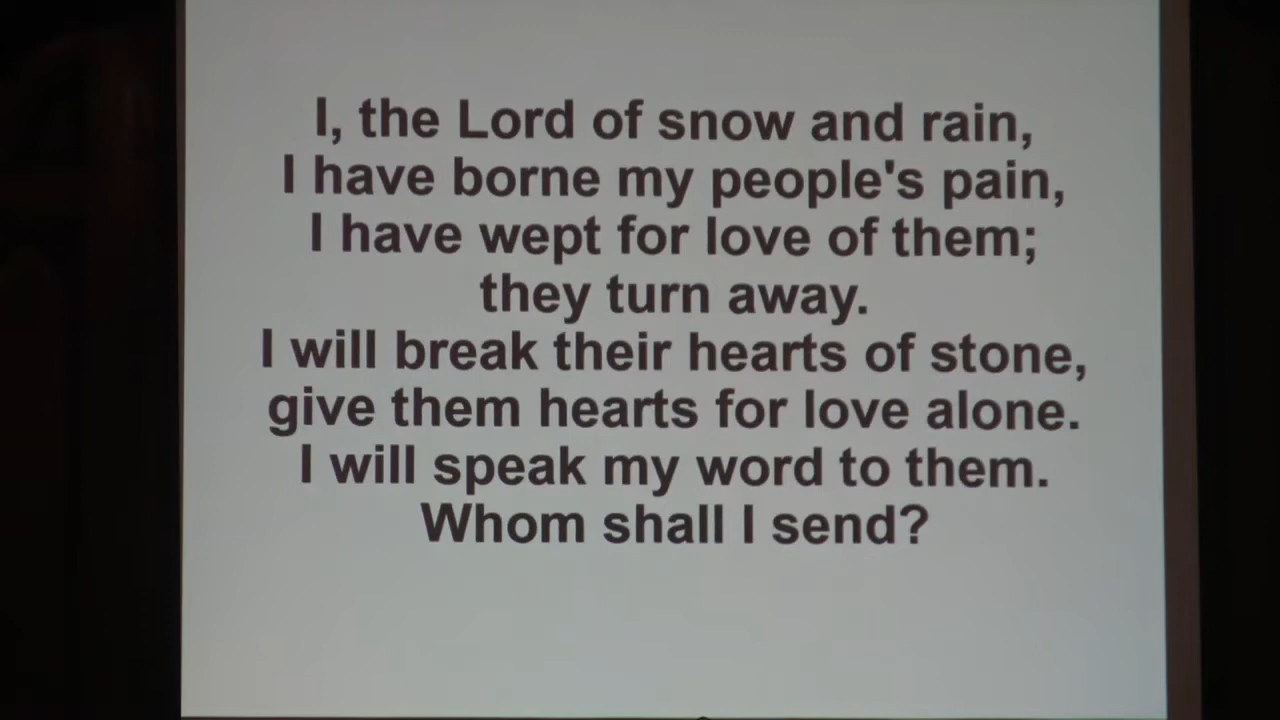 I, the Lord of snow and rain,
I have borne my people's pain,
I have wept for love of them;
they turn away.
I will break their hearts of stone,
give them hearts for love alone.
I will speak my word to them.
Whom shall I send?